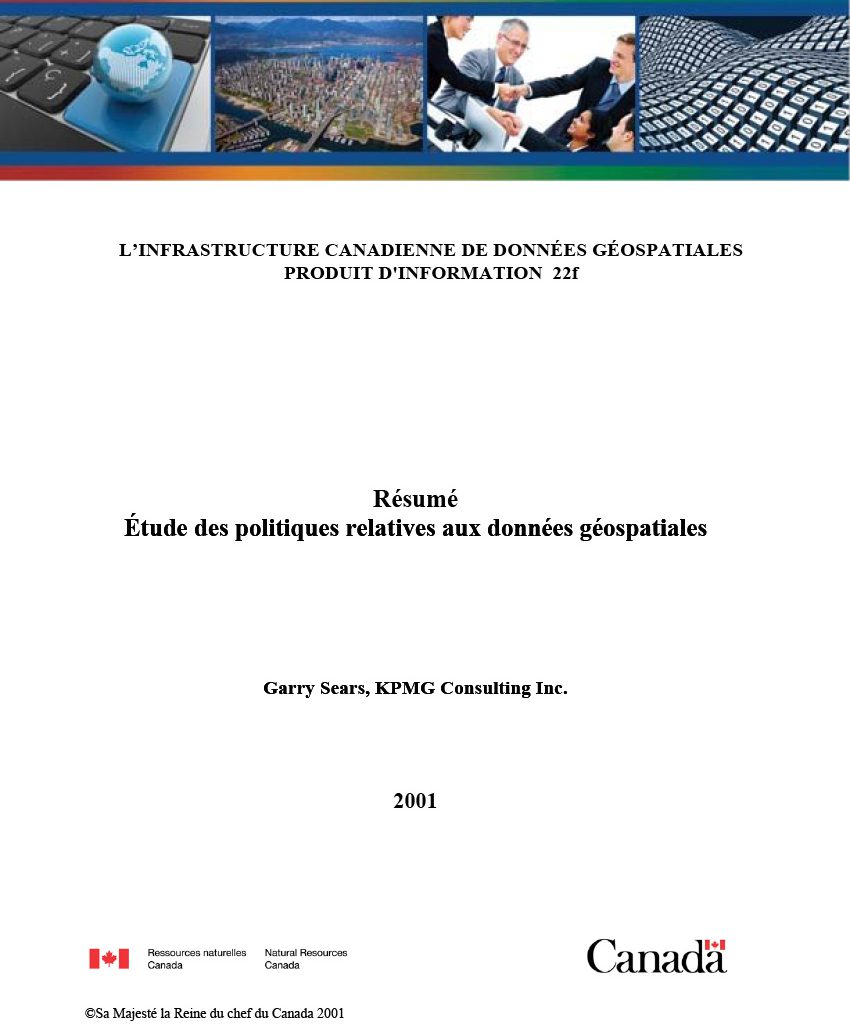 L'INFRASTRUCTURE CANADIENNE DE DONNÉES GÉOSPATIALES
PRODUIT D'INFORMATION 22f
Résumé
Étude des politiques relatives aux données géospatiales
Garry Sears, KPMG Consulting Inc.
2001
Ressources naturelles Canada
Natural Resources Canada
Canada
©Sa Majesté la Reine du chef du Canada 2001